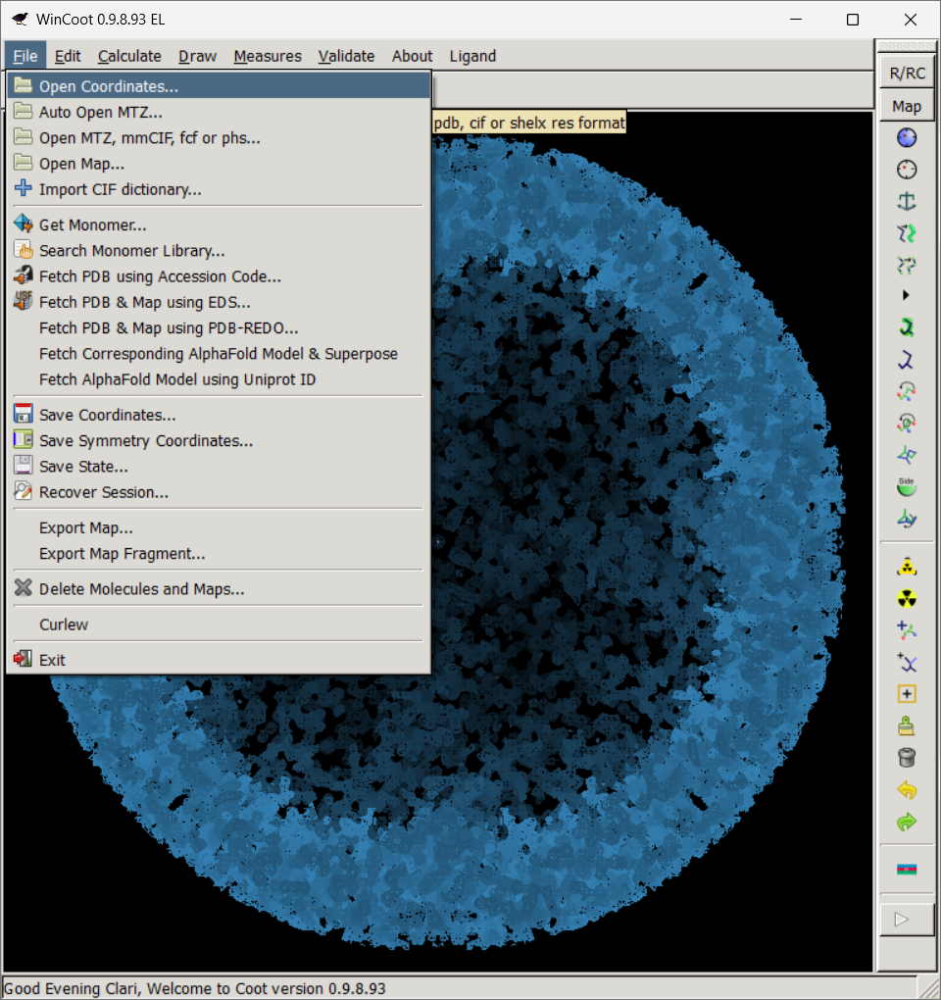 WinCoot 0.9.8.93 EL
File Edit Calculate Draw Measures Validate About Ligand
R/RC
Map
Open Coordinates...
pdb, cif or shelx res format
Auto Open MTZ...
Open MTZ, mmCIF, fcf or phs...
Open Map...
Import CIF dictionary...
Get Monomer...
Search Monomer Library...
Fetch PDB using Accession Code...
USF
Fetch PDB & Map using EDS...
Fetch PDB & Map using PDB-REDO...
Fetch Corresponding AlphaFold Model & Superpose
Fetch AlphaFold Model using Uniprot ID
Save Coordinates...
Save Symmetry Coordinates...
Save State...
Recover Session...
Export Map...
Export Map Fragment...
Delete Molecules and Maps...
Curlew
Exit
Side
Good Evening Clari, Welcome to Coot version 0.9.8.93